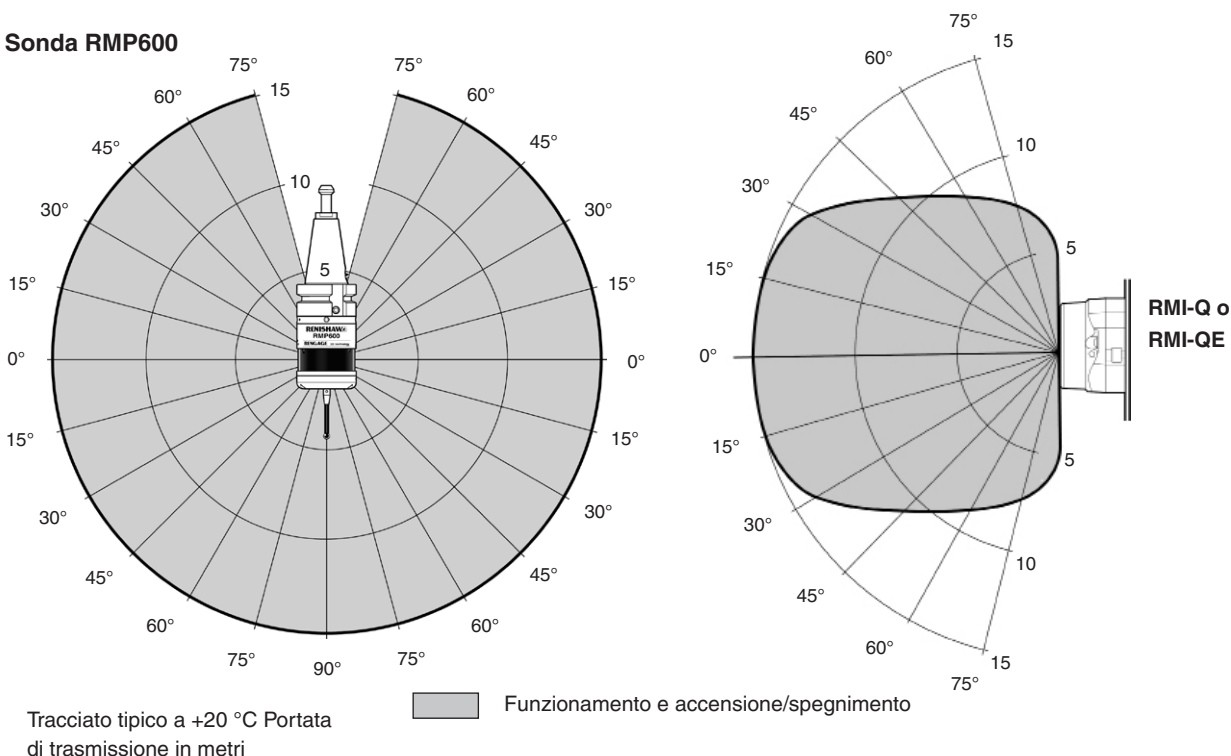 Sonda RMP600
75° 75°
60° 15 60°
45° 45°
10
30° 30°
15° 5 15°
RENISHAW
RMP600
RENGAGE
0° 0°
15° 15°
30° 30°
45° 45°
60° 60°
75° 75°
90°
75°
15
60°
45°
10
30°
5
15°
RMI-Q o
RMI-QE
0°
15°
5
30°
10
45°
60°
15
75°
Funzionamento e accensione/spegnimento
Tracciato tipico a +20 °C Portata
di trasmissione in metri